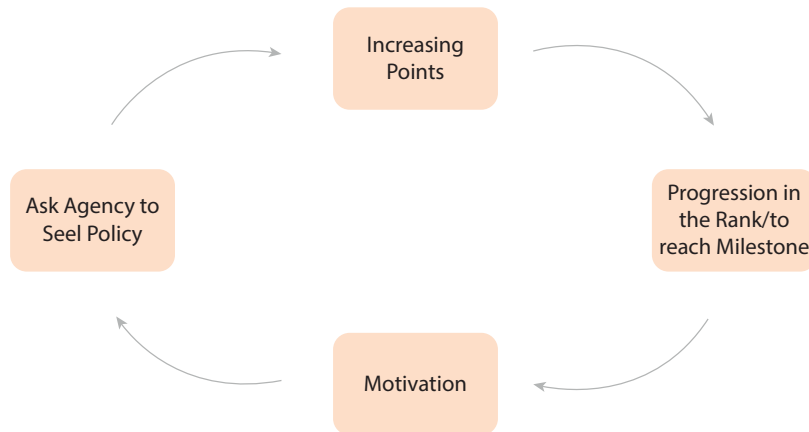 Increasing
Points
Ask Agency to
Seel Policy
Progression in
the Rank/to
reach Milestone
Motivation